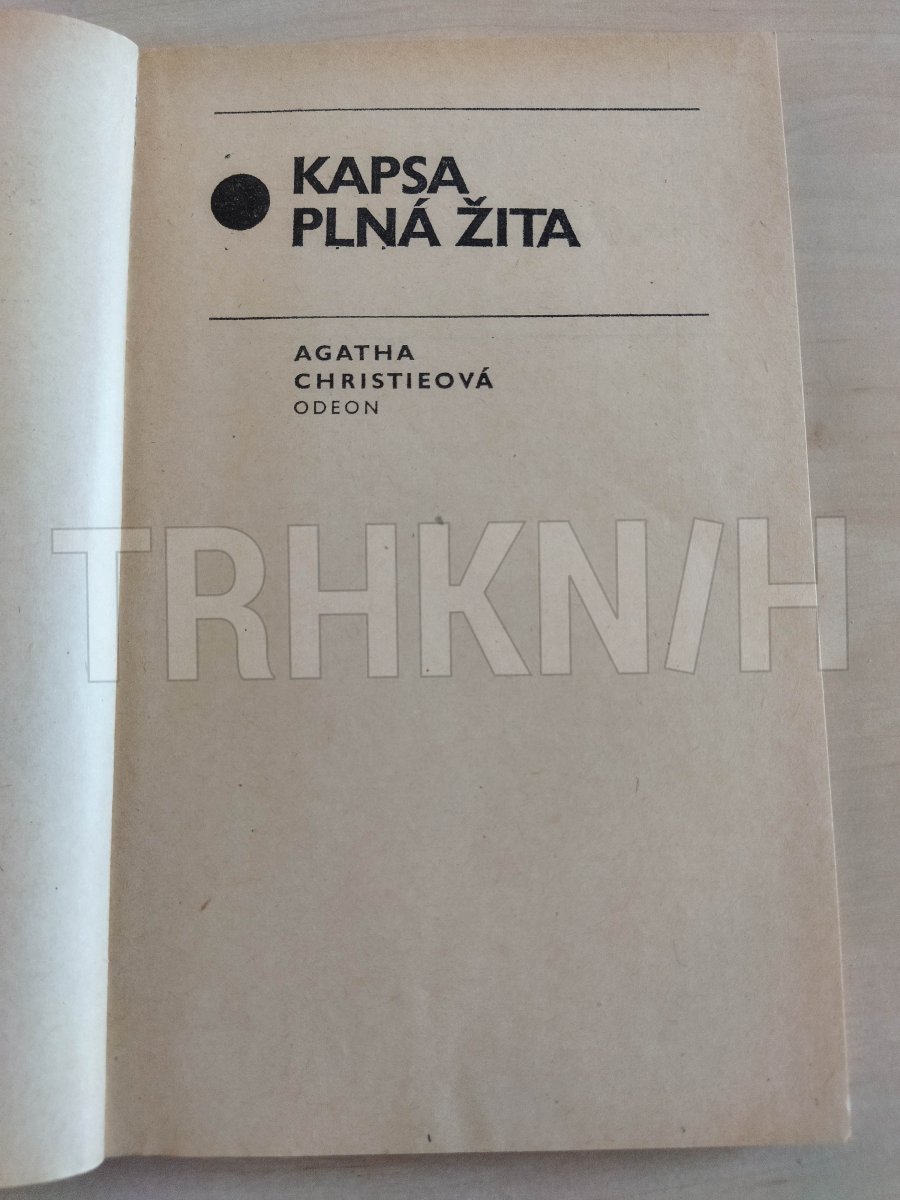 KAPSA
PLNÁ ŽITA
AGATHA
CHRISTIEOVÁ
ODEON
TRHKNIH